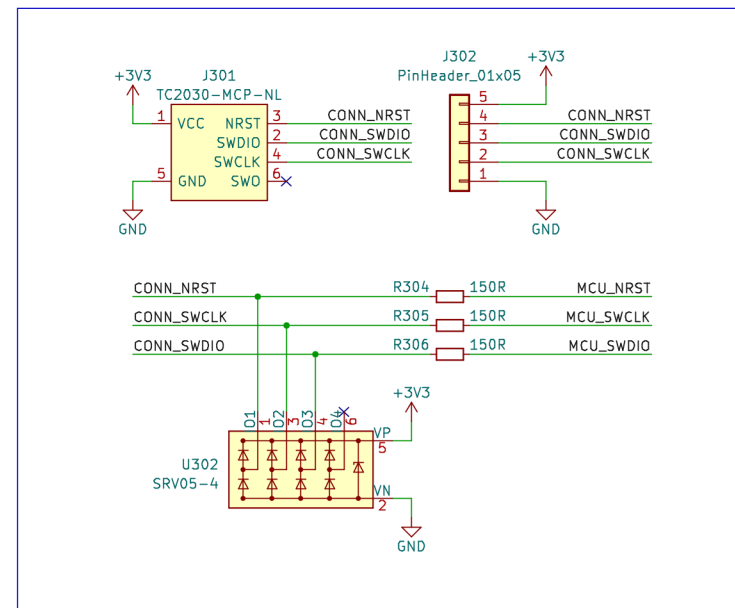 J301
TC2030-MCP-NL
+3V3
1 VCC NRST 3 CONN_NRST
SWDIO 2 CONN_SWDIO
SWCLK 4 CONN_SWCLK
5 GND SWO 6
GND
J302
PinHeader_01x05
+3V3
5
4 CONN_NRST
3 CONN_SWDIO
2 CONN_SWCLK
1
GND
CONN_NRST R304 150R MCU_NRST
CONN_SWCLK R305 150R MCU_SWCLK
CONN_SWDIO R306 150R MCU_SWDIO
+3V3
O1 O2 O3 O4
1 3 4 6
VP
5
U302
SRV05-4
VN
2
GND